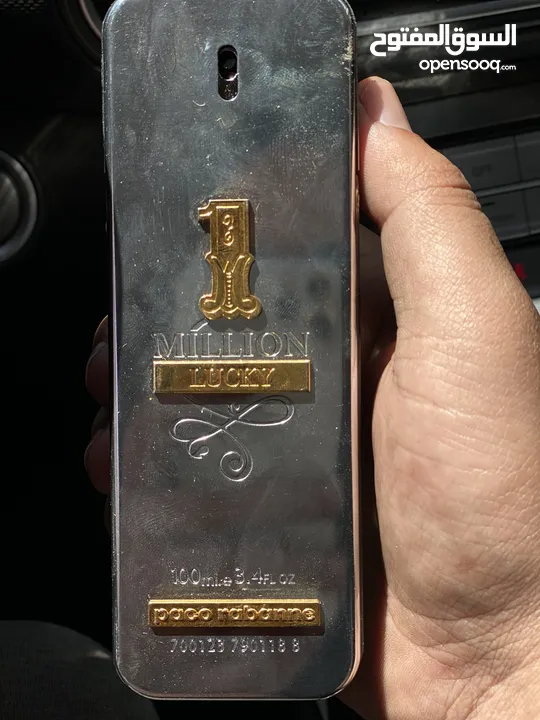 السوق المفتوح
opensooq.com
1
MILLION
LUCKY
100ml.e 3.4FL OZ
paco rabanne
700123 790118 8